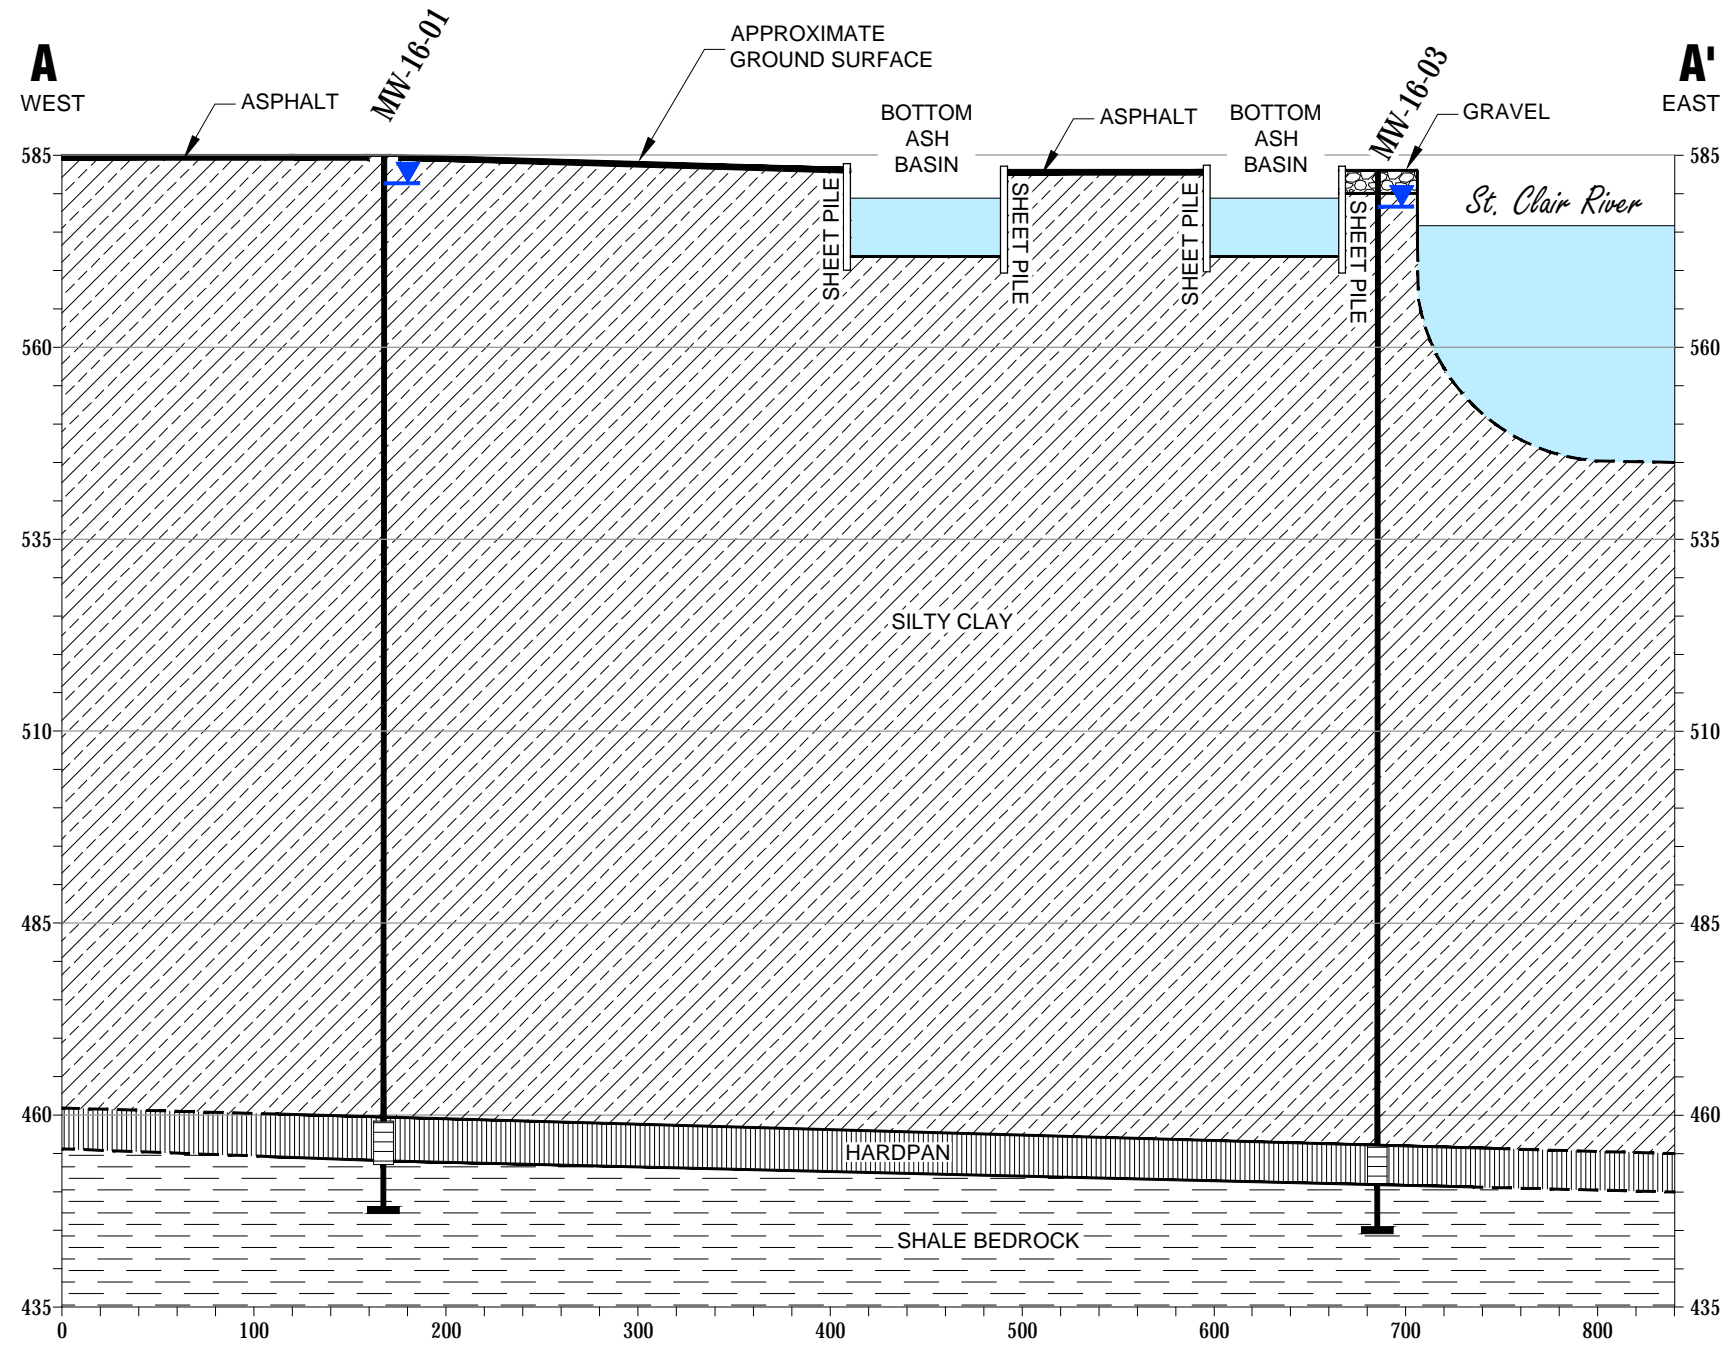 A
WEST
ASPHALT
MW-16-01
APPROXIMATE
GROUND SURFACE
BOTTOM
ASH
BASIN
ASPHALT
BOTTOM
ASH
BASIN
MW-16-03
GRAVEL
A'
EAST
585
585
SHEET PILE
SHEET PILE
SHEET PILE
SHEET PILE
St. Clair River
560
560
535
535
SILTY CLAY
510
510
485
485
460
460
HARDPAN
SHALE BEDROCK
435
435
0 100 200 300 400 500 600 700 800